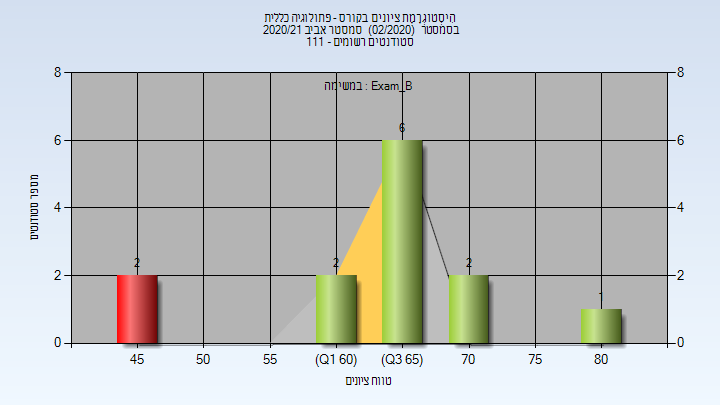 היסטוגרמת ציונים בקורס - פתולוגיה כללית
בסמסטר (02/2020) סמסטר אביב 2020/21
סטודנטים רשומים - 111
במשימה : Exam_B
מספר סטודנטים
8
6
4
2
0
8
6
4
2
0
2
2
6
2
1
45
50
55
(Q1 60)
(Q3 65)
70
75
80
טווח ציונים